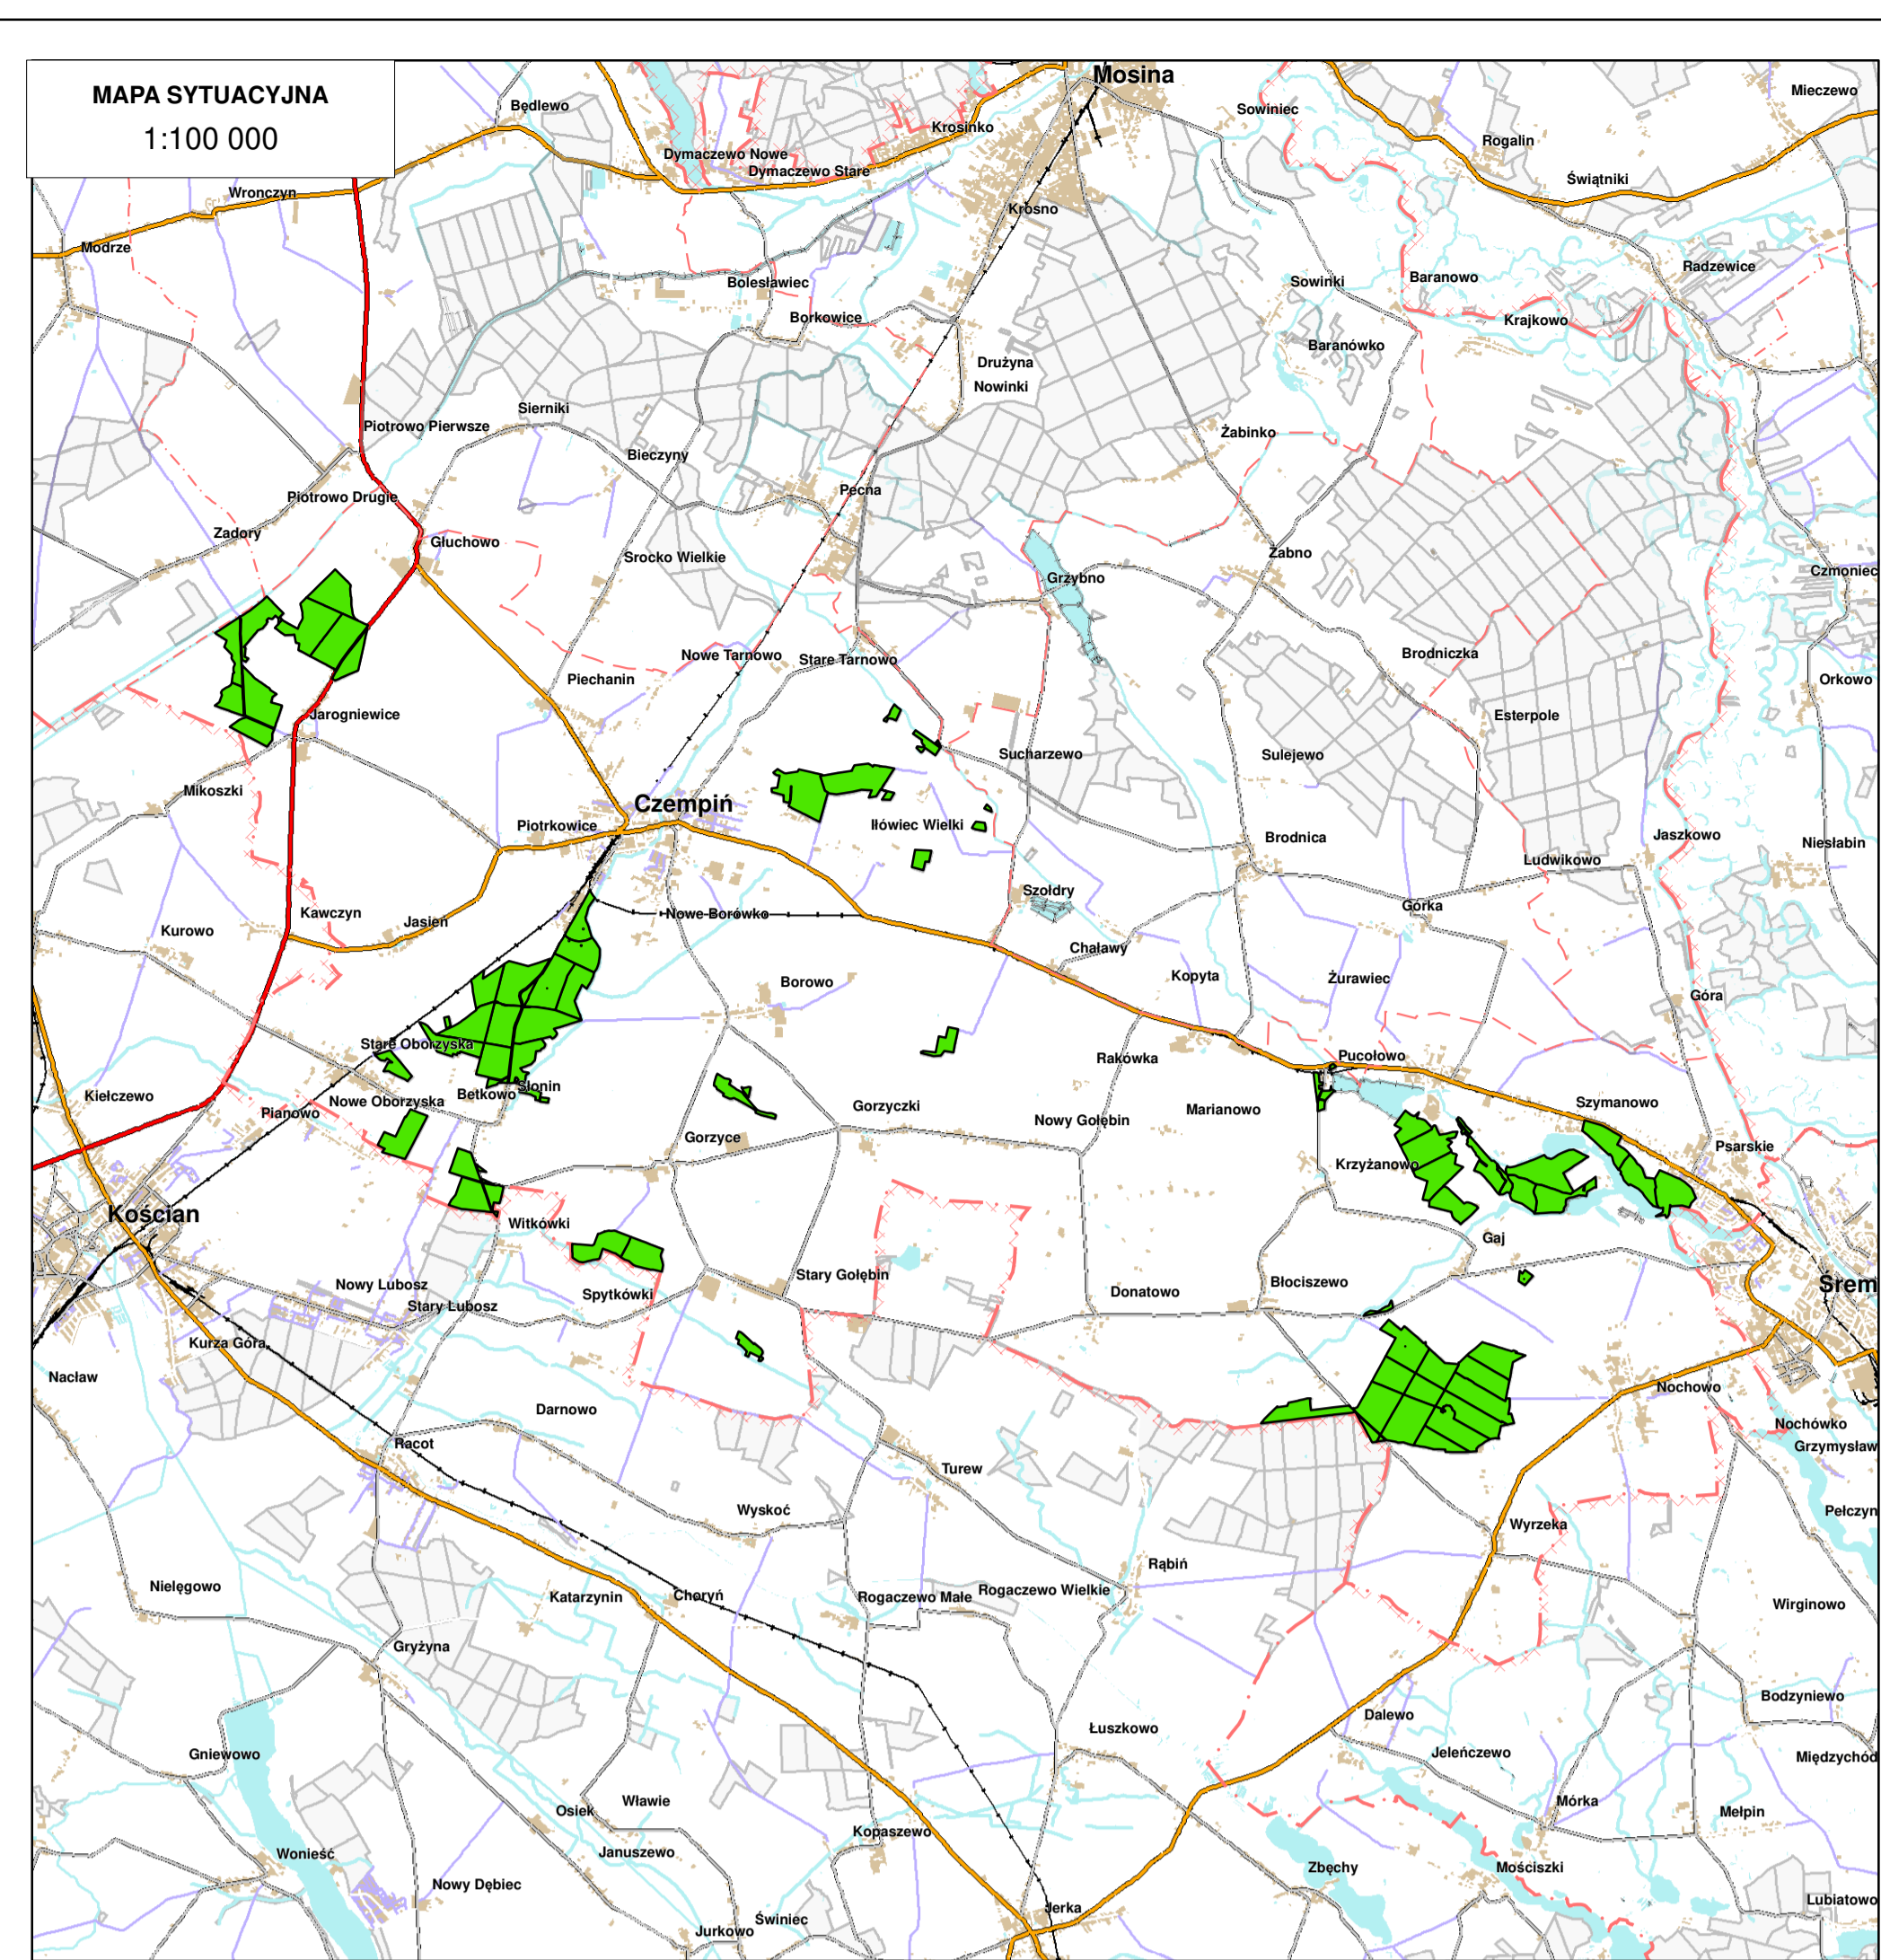 MAPA SYTUACYJNA
1:100 000
Mosina
Mieczewo
Będlewo
Sowiniec
Krosinko
Rogalin
Dymaczewo Nowe
Dymaczewo Stare
Świątniki
Wronczyn
Krosno
Modrze
Radzewice
Baranowo
Sowinki
Bolesławiec
Borkowice
Krajkowo
Baranówko
Drużyna
Nowinki
Sierniki
Piotrowo Pierwsze
Żabinko
Bieczyny
Pecna
Piotrowo Drugie
Zadory
Głuchowo
Srocko Wielkie
Żabno
Grzybno
Czmoniec
Nowe Tarnowo
Stare Tarnowo
Brodniczka
Piechanin
Orkowo
Jarogniewice
Esterpole
Sucharzewo
Sulejewo
Mikoszki
Czempiń
Piotrkowice
Iłówiec Wielki
Brodnica
Jaszkowo
Niesłabin
Ludwikowo
Szołdry
Górka
Kawczyn
Nowe Borówko
Jasień
Kurowo
Chaławy
Kopyta
Żurawiec
Borowo
Góra
Stare Oborzyska
Pucołowo
Rakówka
Słonin
Betkowo
Kiełczewo
Nowe Oborzyska
Pianowo
Gorzyczki
Marianowo
Szymanowo
Nowy Gołębin
Gorzyce
Psarskie
Krzyżanowo
Kościan
Witkówki
Gaj
Stary Gołębin
Błociszewo
Śrem
Nowy Lubosz
Spytkówki
Donatowo
Stary Lubosz
Kurza Góra
Nacław
Nochowo
Darnowo
Nochówko
Racot
Grzymysław
Turew
Wyskoć
Pełczyn
Wyrzeka
Rąbiń
Nielęgowo
Rogaczewo Wielkie
Katarzynin
Choryń
Rogaczewo Małe
Wirginowo
Gryżyna
Bodzyniewo
Dalewo
Łuszkowo
Gniewowo
Jeleńczewo
Międzychód
Wławie
Mórka
Osiek
Mełpin
Kopaszewo
Wonieść
Januszewo
Zbęchy
Mościszki
Nowy Dębiec
Lubiatowo
Jerka
Świniec
Jurkowo